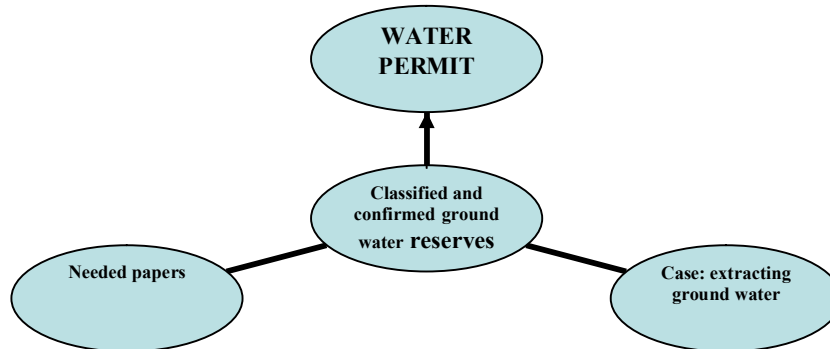 WATER
PERMIT
Classified and
confirmed ground
water reserves
Needed papers
Case: extracting
ground water